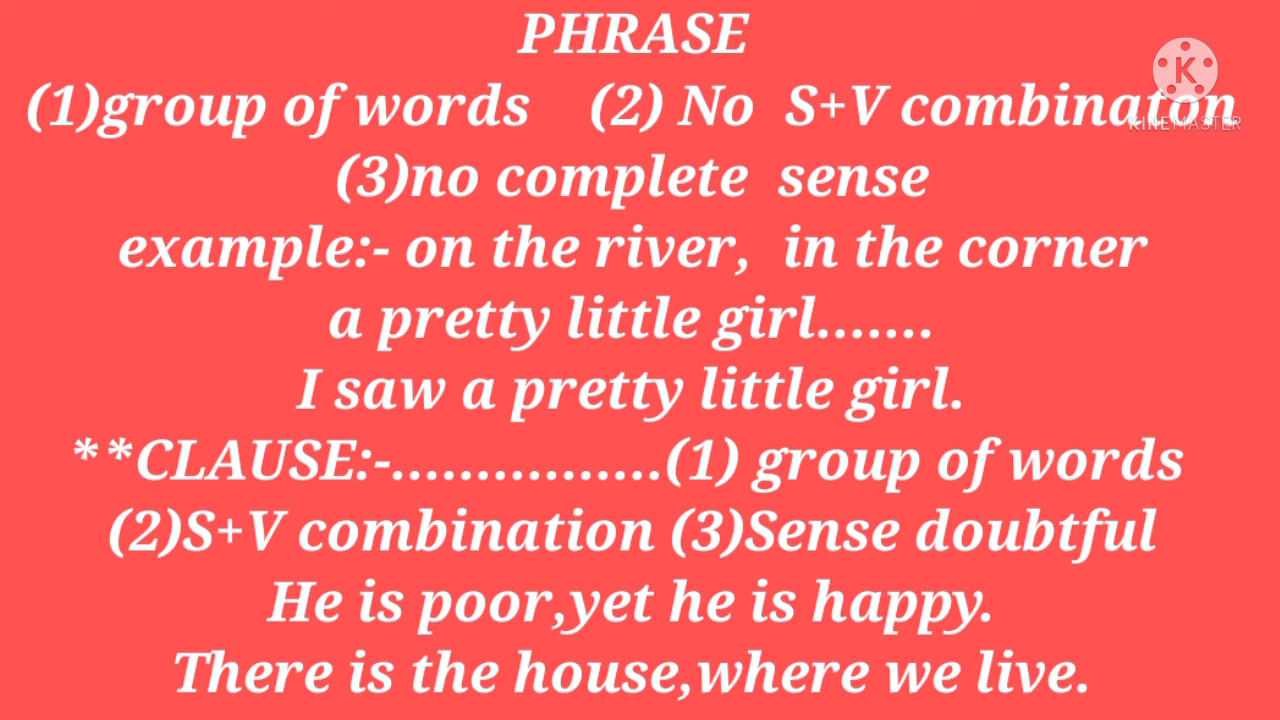 PHRASE
(1)group of words (2) No S+V combinaton
(3)no complete sense
example:- on the river, in the corner
a pretty little girl.......
I saw a pretty little girl.
**CLAUSE:-................(1) group of words
(2)S+V combination (3)Sense doubtful
He is poor,yet he is happy.
There is the house,where we live.
K
KINEMASTER